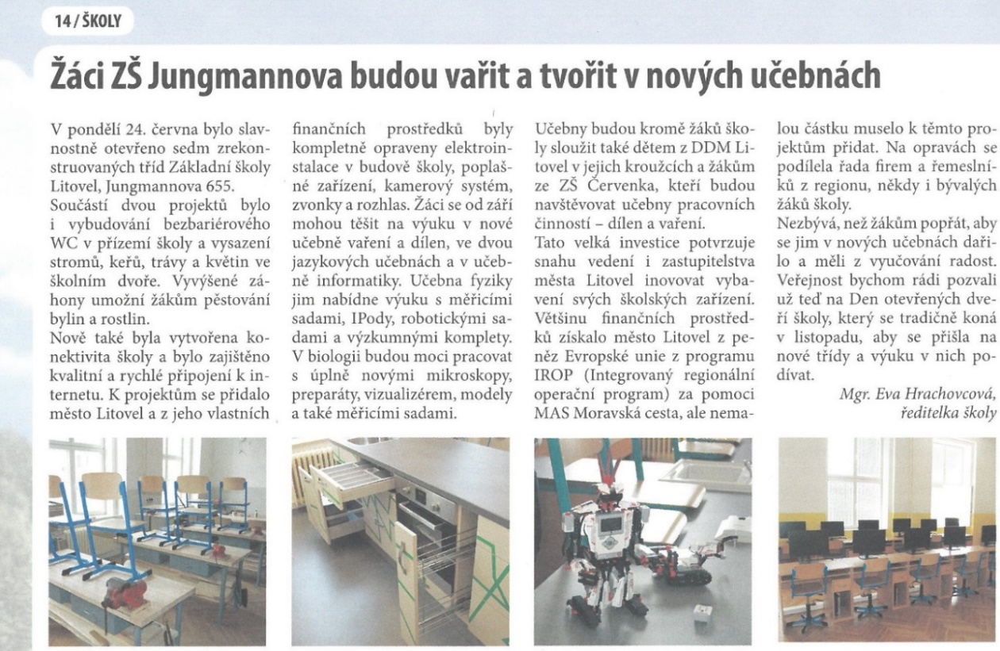 14 / ŠKOLY
Žáci ZŠ Jungmannova budou vařit a tvořit v nových učebnách
V pondělí 24. června bylo slav-
nostně otevřeno sedm zrekon-
struovaných tříd Základní školy
Litovel, Jungmannova 655.
Součástí dvou projektů bylo
i vybudování bezbariérového
WC v přízemí školy a vysazení
stromů, keřů, trávy a květin ve
školním dvoře. Vyvýšené zá-
hony umožní žákům pěstování
bylin a rostlin.
Nově také byla vytvořena ko-
nektivita školy a bylo zajištěno
kvalitní a rychlé připojení k in-
ternetu. K projektům se přidalo
město Litovel a z jeho vlastních
finančních prostředků byly
kompletně opraveny elektroin-
stalace v budově školy, poplaš-
né zařízení, kamerový systém,
zvonky a rozhlas. Žáci se od září
mohou těšit na výuku v nové
učebně vaření a dílen, ve dvou
jazykových učebnách a v učeb-
ně informatiky. Učebna fyziky
jim nabídne výuku s měřicími
sadami, IPody, robotickými sa-
dami a výzkumnými komplety.
V biologii budou moci pracovat
s úplně novými mikroskopy,
preparáty, vizualizérem, modely
a také měřicími sadami.
Učebny budou kromě žáků ško-
ly sloužit také dětem z DDM Li-
tovel v jejich kroužcích a žákům
ze ZŠ Červenka, kteří budou
navštěvovat učebny pracovních
činností – dílen a vaření.
Tato velká investice potvrzuje
snahu vedení i zastupitelstva
města Litovel inovovat vyba-
vení svých školských zařízení.
Většinu finančních prostřed-
ků získalo město Litovel z pe-
něz Evropské unie z programu
IROP (Integrovaný regionální
operační program) za pomoci
MAS Moravská cesta, ale nema-
lou částku muselo k těmto pro-
jektům přidat. Na opravách se
podílela řada firem a řemeslní-
ků z regionu, někdy i bývalých
žáků školy.
Nezbývá, než žákům popřát, aby
se jim v nových učebnách daři-
lo a měli z vyučování radost.
Veřejnost bychom rádi pozvali
už teď na Den otevřených dve-
ří školy, který se tradičně koná
v listopadu, aby se přišla na
nové třídy a výuku v nich po-
dívat.
Mgr. Eva Hrachovcová,
ředitelka školy